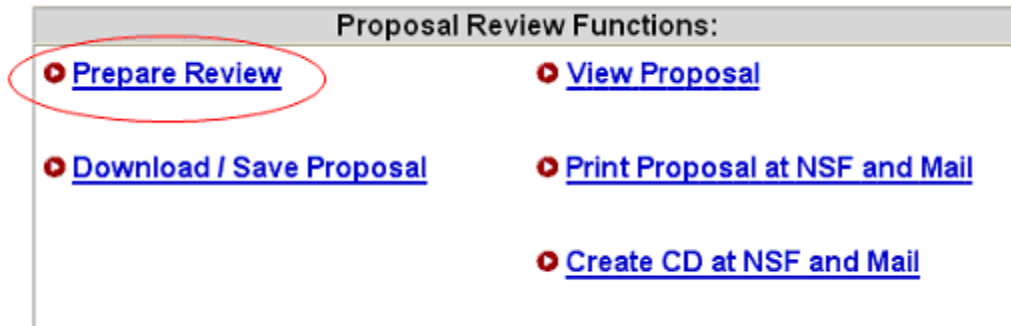 Proposal Review Functions:
Prepare Review
View Proposal
Download / Save Proposal
Print Proposal at NSF and Mail
Create CD at NSF and Mail